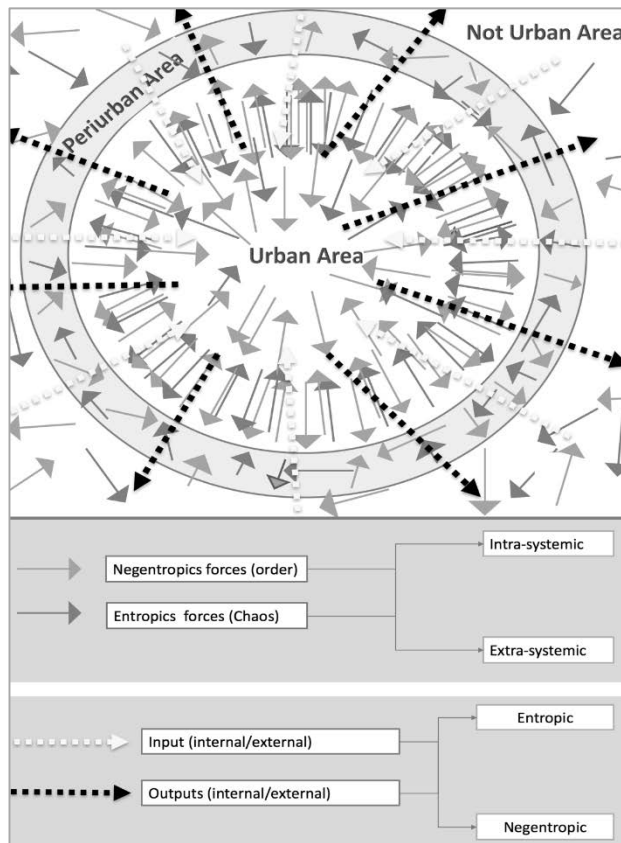 Not Urban Area
Periurban Area
Urban Area
Negentropics forces (order)
Intra-systemic
Entropics forces (Chaos)
Extra-systemic
Input (internal/external)
Entropic
Outputs (internal/external)
Negentropic